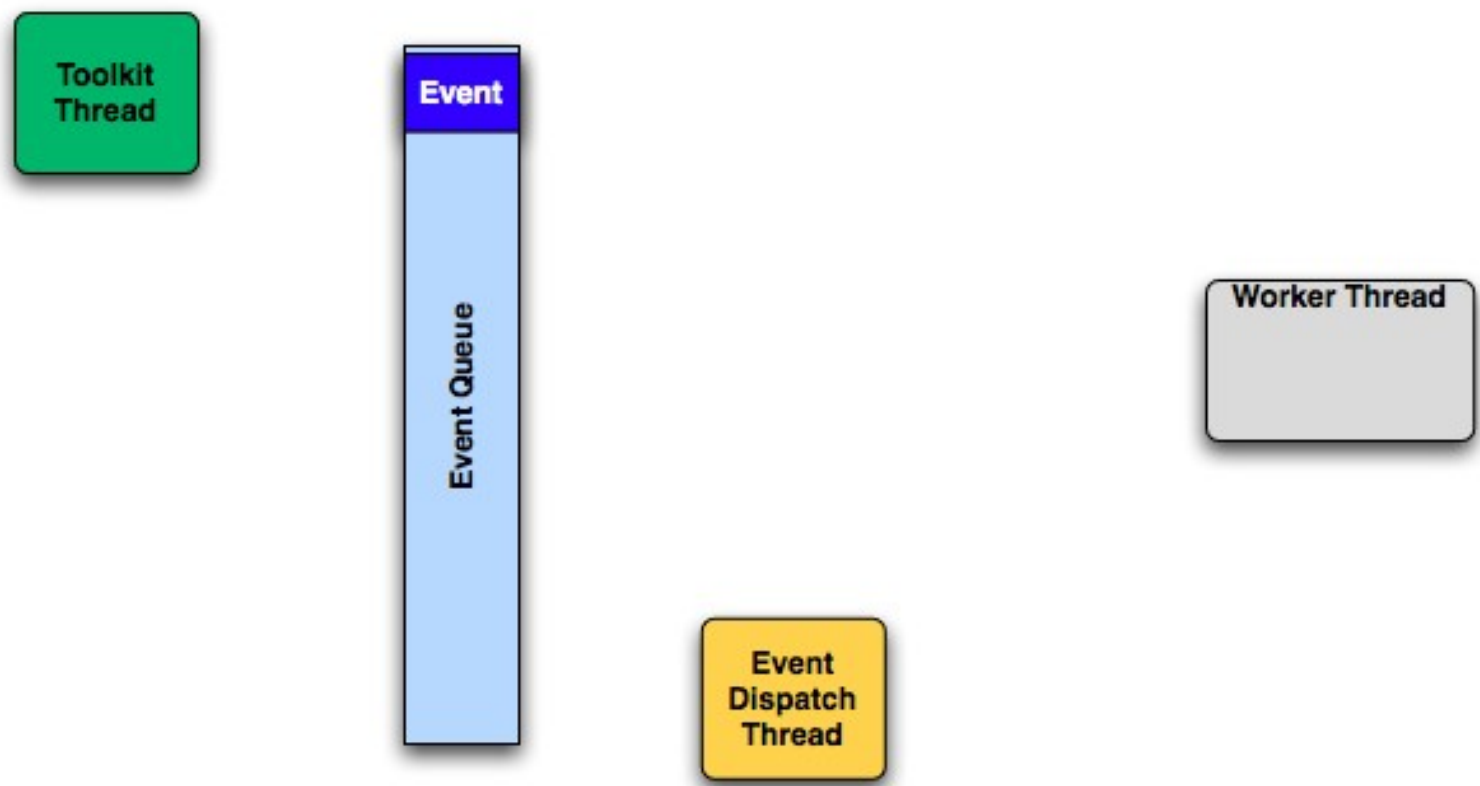 Toolkit
Thread
Event
Event Queue
Worker Thread
Event
Dispatch
Thread